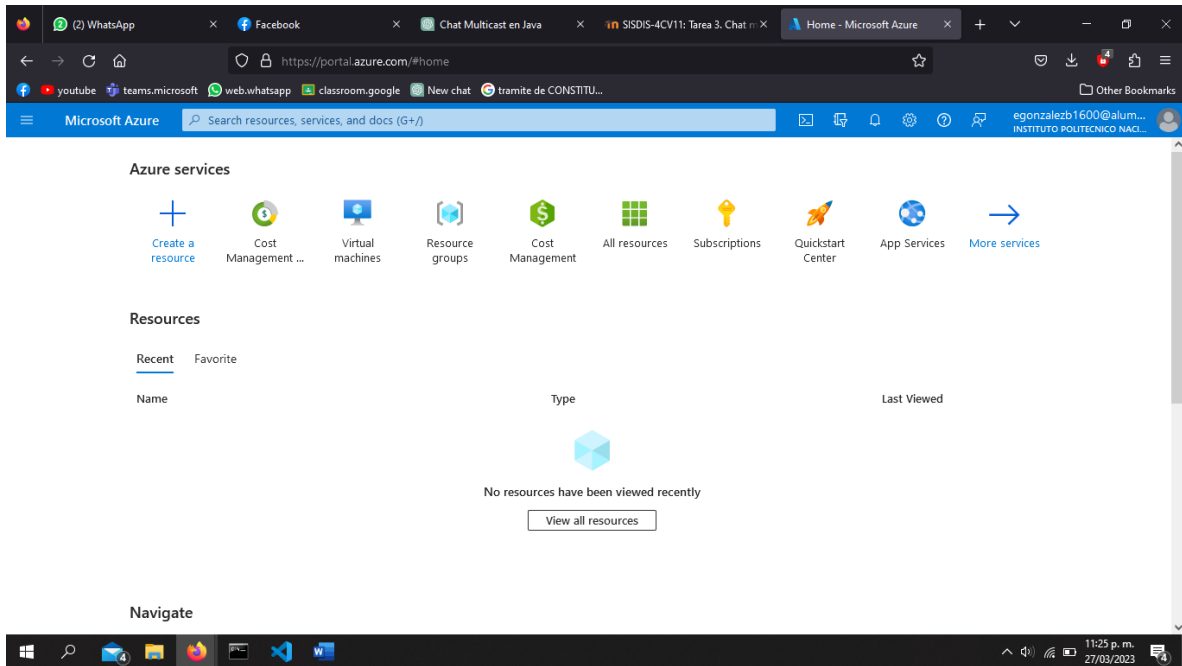 (2) WhatsApp
Facebook
Chat Multicast en Java
SISDIS-4CV11: Tarea 3. Chat m
Home - Microsoft Azure
https://portal.azure.com/#home
4
youtube
teams.microsoft
web.whatsapp
classroom.google
New chat
tramite de CONSTITU...
Other Bookmarks
Microsoft Azure
Search resources, services, and docs (G+/)
egonzalezb1600@alum...
INSTITUTO POLITECNICO NACI...
Azure services
Create a
resource
Cost
Management ...
Virtual
machines
Resource
groups
Cost
Management
All resources
Subscriptions
Quickstart
Center
App Services
More services
Resources
Recent
Favorite
Name Type Last Viewed
No resources have been viewed recently
View all resources
Navigate
4
11:25 p. m.
27/03/2023
4